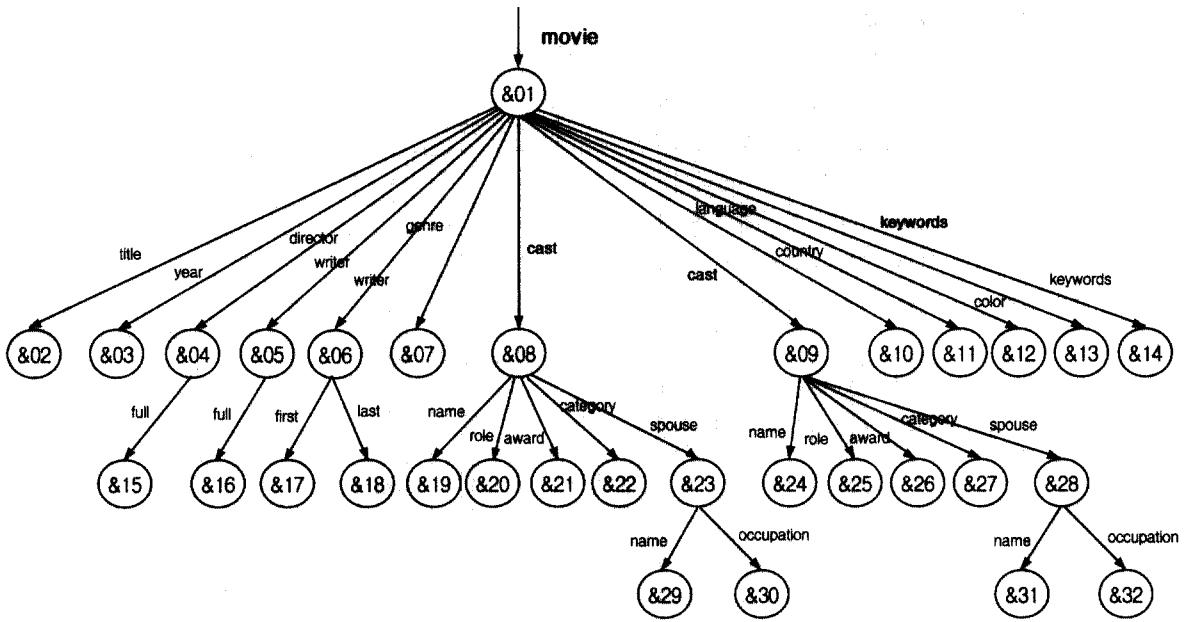 movie
&01
title
year
director
writer
writer
genre
cast
cast
language
country
color
keywords
keywords
&02 &03 &04 &05 &06 &07 &08 &09 &10 &11 &12 &13 &14
full
full
first
last
name
role
award
category
spouse
name
role
award
category
spouse
&15 &16 &17 &18 &19 &20 &21 &22 &23 &24 &25 &26 &27 &28
name
occupation
name
occupation
&29 &30 &31 &32